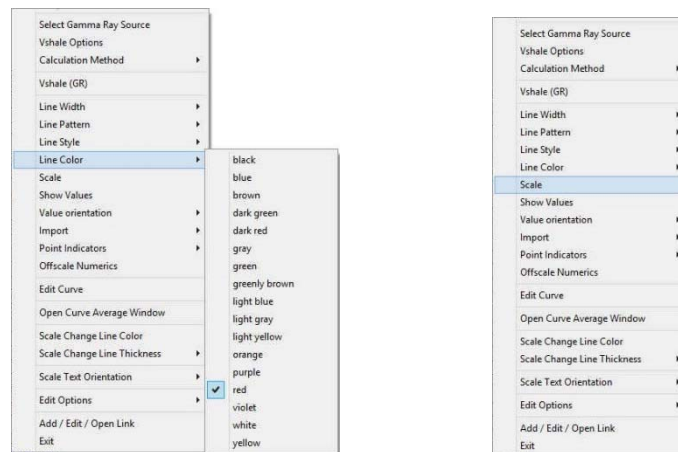 Select Gamma Ray Source
Vshale Options
Calculation Method
Vshale (GR)
Line Width
Line Pattern
Line Style
Line Color
Scale
Show Values
Value orientation
Import
Point Indicators
Offscale Numerics
Edit Curve
Open Curve Average Window
Scale Change Line Color
Scale Change Line Thickness
Scale Text Orientation
Edit Options
Add / Edit / Open Link
Exit
black
blue
brown
dark green
dark red
gray
green
greenly brown
light blue
light gray
light yellow
orange
purple
red
violet
white
yellow
Select Gamma Ray Source
Vshale Options
Calculation Method
Vshale (GR)
Line Width
Line Pattern
Line Style
Line Color
Scale
Show Values
Value orientation
Import
Point Indicators
Offscale Numerics
Edit Curve
Open Curve Average Window
Scale Change Line Color
Scale Change Line Thickness
Scale Text Orientation
Edit Options
Add / Edit / Open Link
Exit